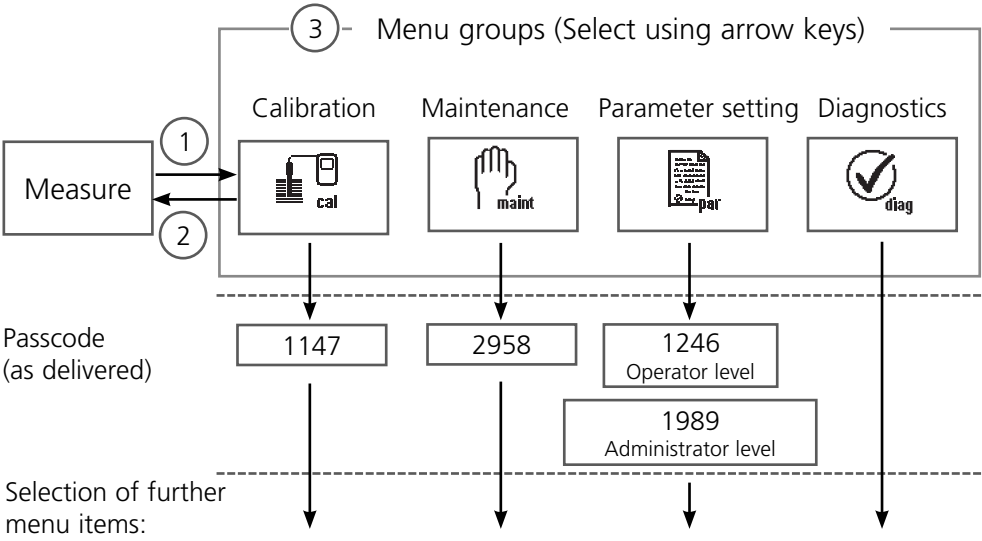 3 Menu groups (Select using arrow keys)
Calibration Maintenance Parameter setting Diagnostics
1
Measure
cal
maint
par
diag
2
Passcode
(as delivered)
1147
2958
1246
Operator level
1989
Administrator level
Selection of further
menu items: